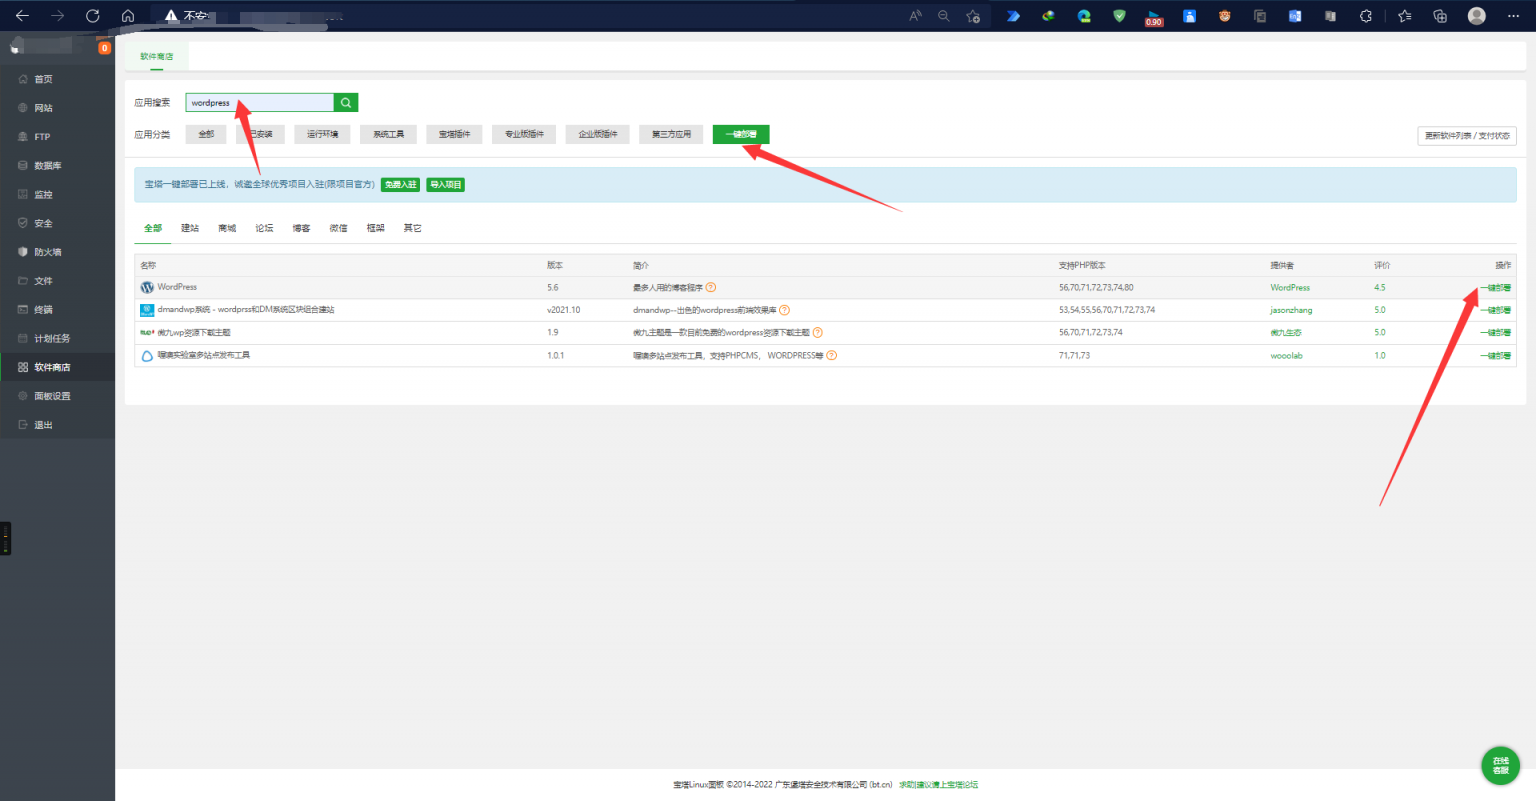 不安
0
0.90
首页
网站
FTP
数据库
监控
安全
防火墙
文件
终端
计划任务
软件商店
面板设置
退出
软件商店
应用搜索 wordpress
应用分类 全部 已安装 运行环境 系统工具 宝塔插件 专业版插件 企业版插件 第三方应用 一键部署 更新软件列表 / 支付状态
宝塔一键部署已上线，诚邀全球优秀项目入驻(限项目官方) 免费入驻 导入项目
全部 建站 商城 论坛 博客 微信 框架 其它
名称 版本 简介 支持PHP版本 提供者 评价 操作
WordPress 5.6 最多人用的博客程序 ? 56,70,71,72,73,74,80 WordPress 4.5 一键部署
dmandwp系统 - wordprss和DM系统区块组合建站 v2021.10 dmandwp--出色的wordpress前端效果库 ? 53,54,55,56,70,71,72,73,74 jasonzhang 5.0 一键部署
微九wp资源下载主题 1.9 微九主题是一款目前免费的wordpress资源下载主题 ? 56,70,71,72,73,74 微九生态 5.0 一键部署
实验室多站点发布工具 1.0.1 多站点发布工具，支持PHPCMS， WORDPRESS等 ? 71,71,73 wooolab 1.0 一键部署
在线
客服
宝塔Linux面板 ©2014-2022 广东堡塔安全技术有限公司 (bt.cn) 求助|建议请上宝塔论坛